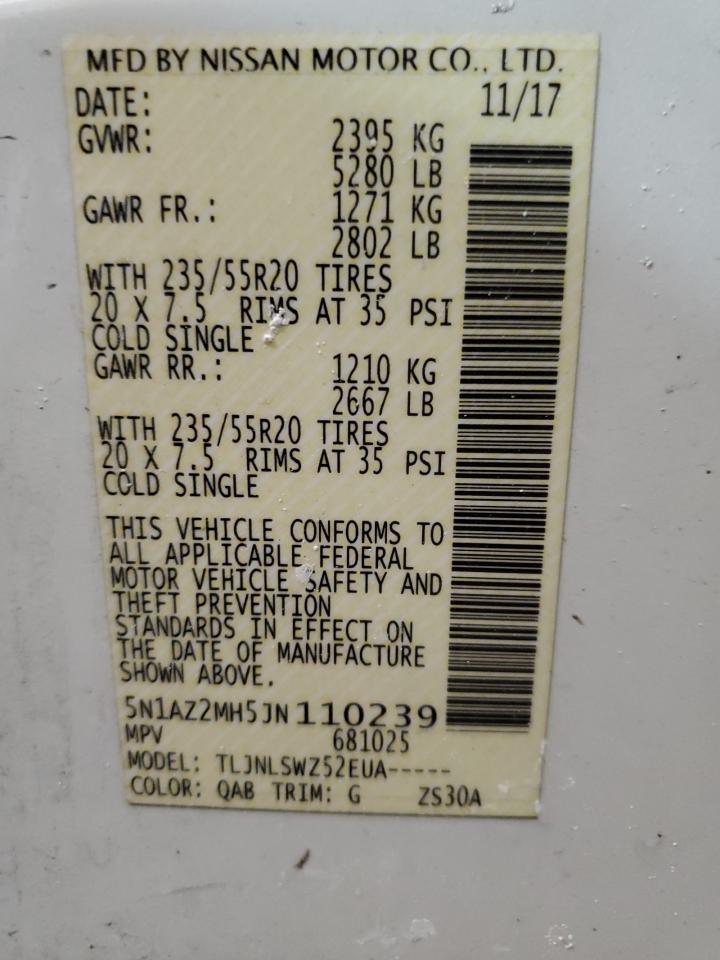 MFD BY NISSAN MOTOR CO., LTD.
DATE: 11/17
GVWR: 2395 KG
5280 LB
GAWR FR.: 1271 KG
2802 LB
WITH 235/55R20 TIRES
20 X 7.5 RIMS AT 35 PSI
COLD SINGLE
GAWR RR.: 1210 KG
2667 LB
WITH 235/55R20 TIRES
20 X 7.5 RIMS AT 35 PSI
COLD SINGLE
THIS VEHICLE CONFORMS TO
ALL APPLICABLE FEDERAL
MOTOR VEHICLE SAFETY AND
THEFT PREVENTION
STANDARDS IN EFFECT ON
THE DATE OF MANUFACTURE
SHOWN ABOVE.
5N1AZ2MH5JN110239
MPV 681025
MODEL: TLJNLSWZ52EUA-----
COLOR: QAB TRIM: G ZS30A